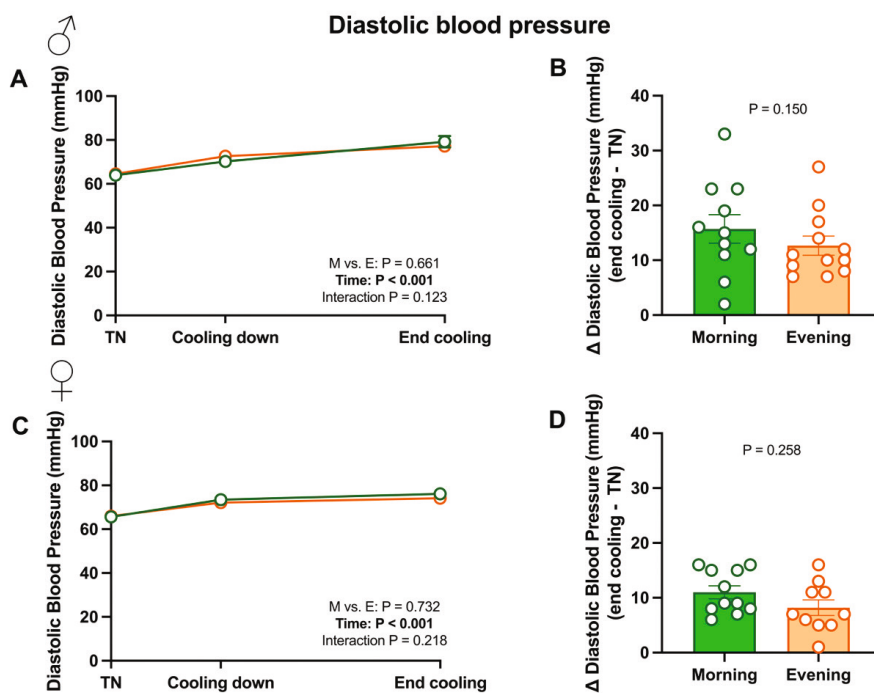 Diastolic blood pressure
♂
A
Diastolic Blood Pressure (mmHg)
100
80
60
40
20
0
M vs. E: P = 0.661
Time: P < 0.001
Interaction P = 0.123
TN
Cooling down
End cooling
B
Δ Diastolic Blood Pressure (mmHg)
(end cooling - TN)
40
30
20
10
0
P = 0.150
Morning
Evening
♀
C
Diastolic Blood Pressure (mmHg)
100
80
60
40
20
0
M vs. E: P = 0.732
Time: P < 0.001
Interaction P = 0.218
TN
Cooling down
End cooling
D
Δ Diastolic Blood Pressure (mmHg)
(end cooling - TN)
40
30
20
10
0
P = 0.258
Morning
Evening